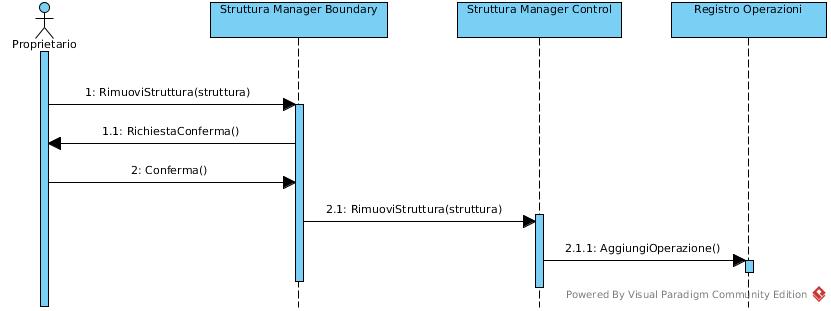 Struttura Manager Boundary
Struttura Manager Control
Registro Operazioni
Proprietario
1: RimuoviStruttura(struttura)
1.1: RichiestaConferma()
2: Conferma()
2.1: RimuoviStruttura(struttura)
2.1.1: AggiungiOperazione()
Powered By Visual Paradigm Community Edition